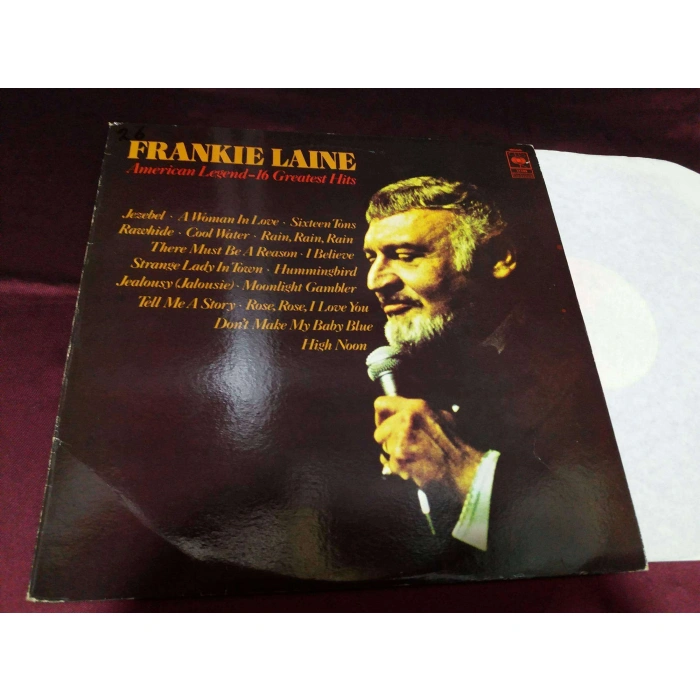 26
FRANKIE LAINE
American Legend-16 Greatest Hits
Jezebel · A Woman In Love · Sixteen Tons
Rawhide · Cool Water · Rain, Rain, Rain
There Must Be A Reason · I Believe
Strange Lady In Town · Hummingbird
Jealousy (Jalousie) · Moonlight Gambler
Tell Me A Story · Rose, Rose, I Love You
Don't Make My Baby Blue
High Noon
CBS